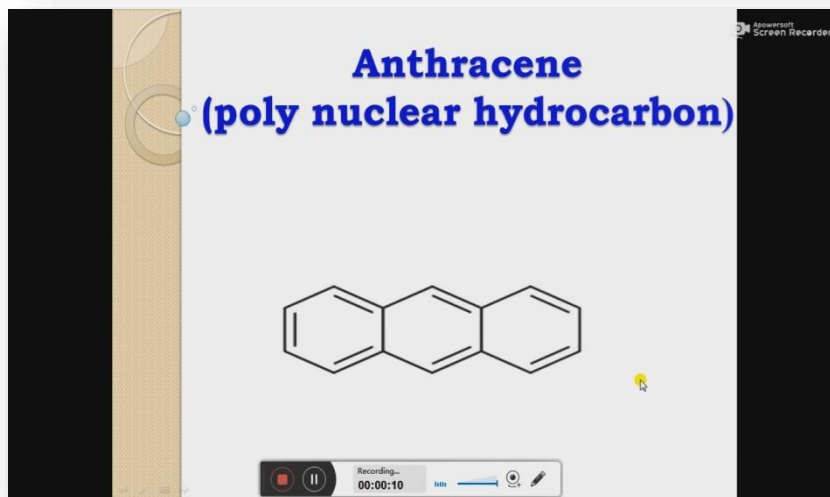 Apowersoft
Screen Recorder
Anthracene
(poly nuclear hydrocarbon)
Recording...
00:00:10